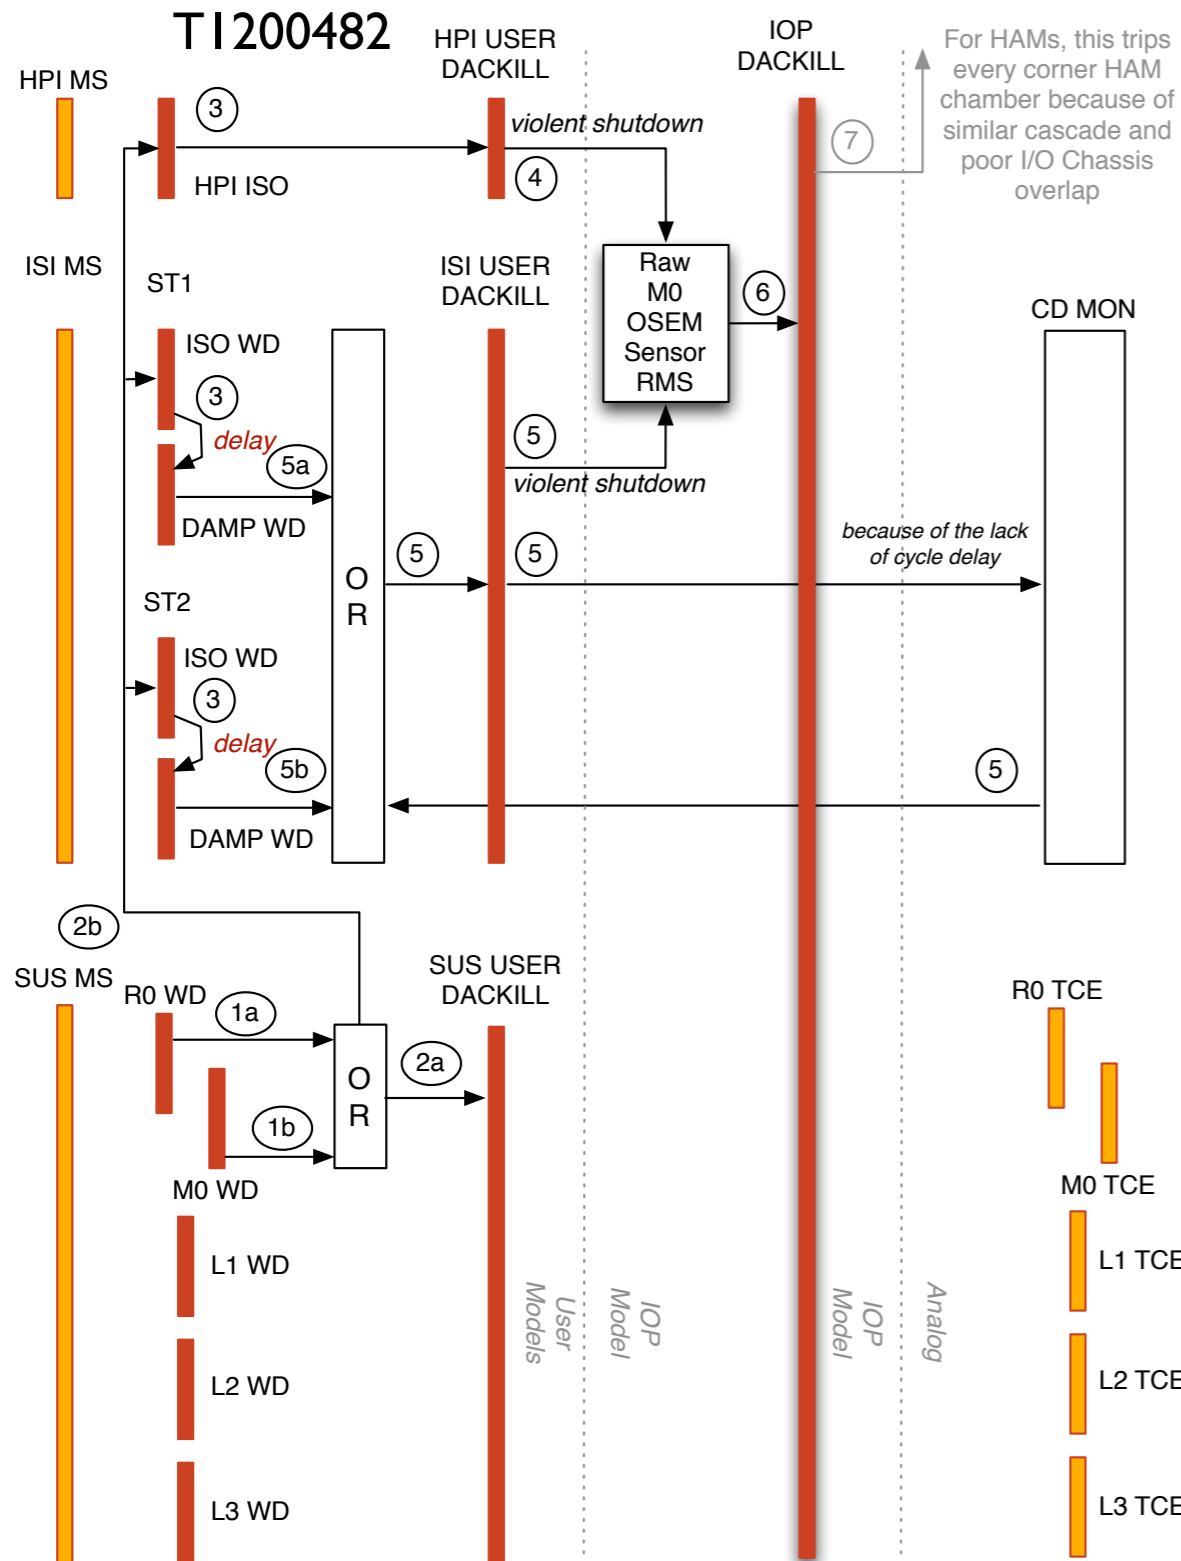 T1200482
HPI USER
DACKILL
IOP
DACKILL
For HAMs, this trips
every corner HAM
chamber because of
similar cascade and
poor I/O Chassis
overlap
HPI MS
3
violent shutdown
7
4
HPI ISO
ISI MS
ST1
ISI USER
DACKILL
Raw
M0
OSEM
Sensor
RMS
6
CD MON
ISO WD
3
delay
5a
5
violent shutdown
DAMP WD
5
5
because of the lack
of cycle delay
O
R
ST2
ISO WD
3
delay
5b
5
DAMP WD
2b
SUS MS
SUS USER
DACKILL
R0 WD
1a
R0 TCE
O
R
2a
1b
M0 WD
M0 TCE
L1 WD
L1 TCE
User
Models
IOP
Model
IOP
Model
Analog
L2 WD
L2 TCE
L3 WD
L3 TCE